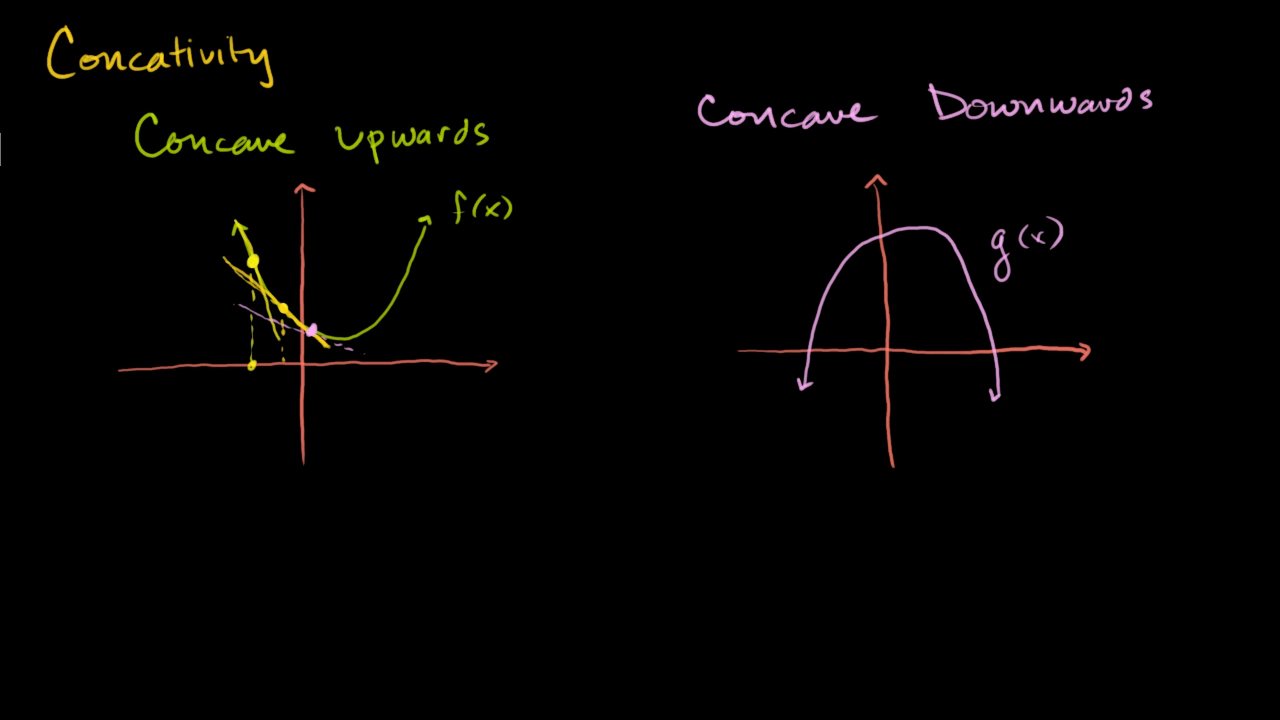 Concativity
Concave upwards
Concave Downwards
f(x)
g(x)